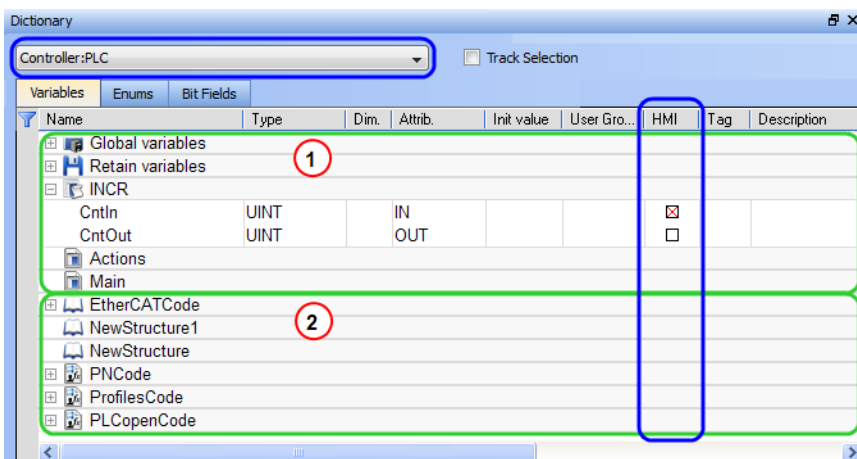 Dictionary
Controller:PLC Track Selection
Variables Enums Bit Fields
Name Type Dim. Attrib. Init value User Gro... HMI Tag Description
Global variables
1
Retain variables
INCR
CntIn UINT IN
CntOut UINT OUT
Actions
Main
EtherCATCode
NewStructure1
2
NewStructure
PNCode
ProfilesCode
PLCopenCode